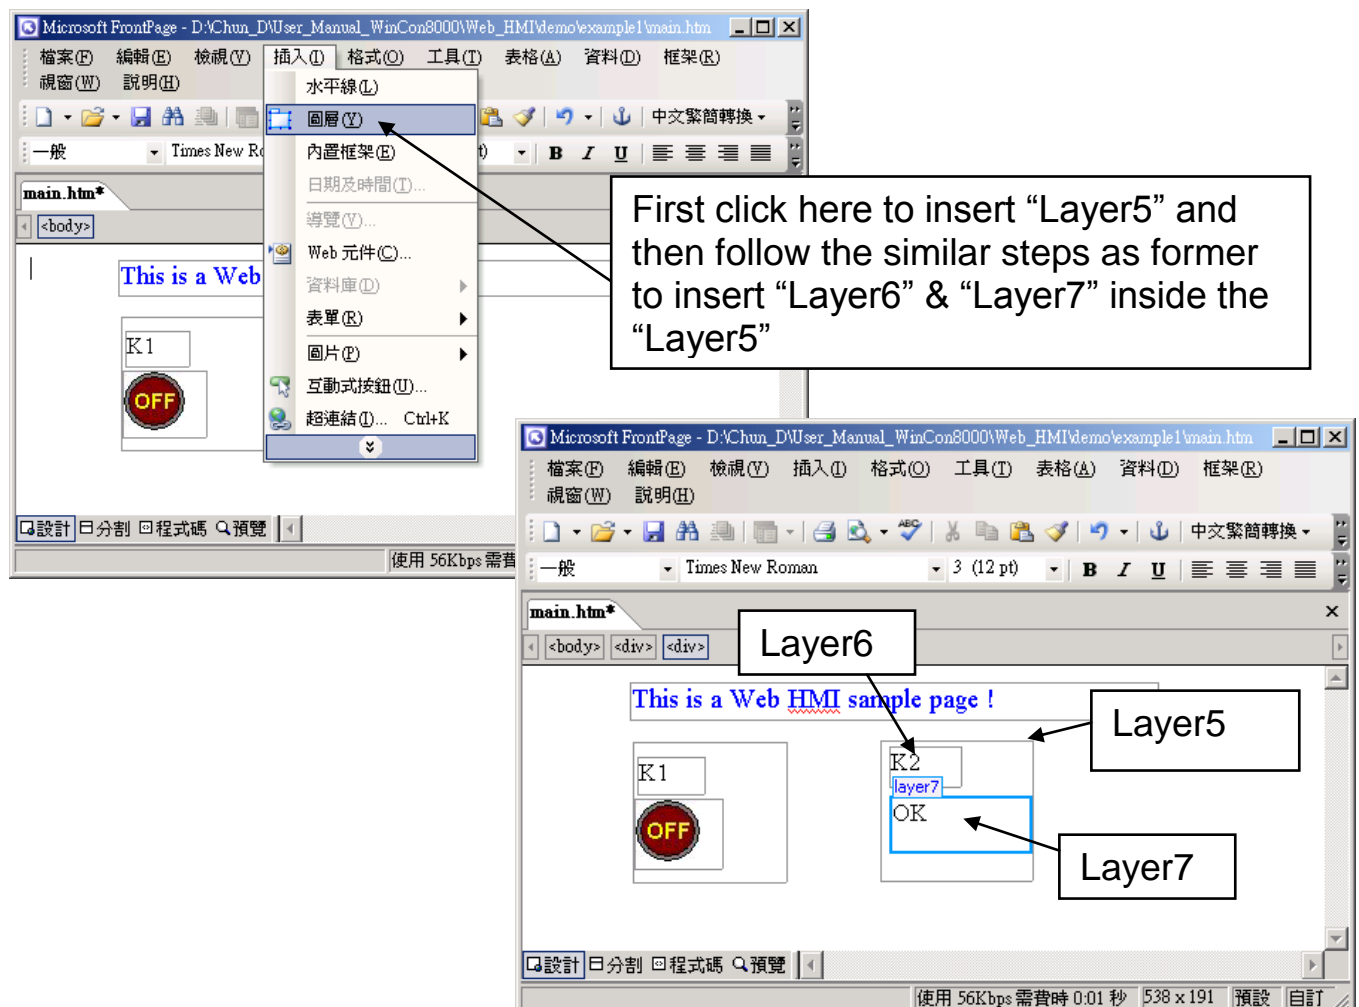 Microsoft FrontPage - D:\Chun_D\User_Manual_WinCon8000\Web_HMI\demo\example1\main.htm
檔案(F) 編輯(E) 檢視(V) 插入(I) 格式(O) 工具(T) 表格(A) 資料(D) 框架(R)
視窗(W) 說明(H)
中文繁簡轉換
一般 Times New Ro t) B I U
main.htm*
<body>
水平線(L)
圖層(Y)
內置框架(E)
日期及時間(T)...
導覽(V)...
Web 元件(C)...
資料庫(D)
表單(R)
圖片(P)
互動式按鈕(U)...
超連結(I)... Ctrl+K
This is a Web
K1
OFF
設計 分割 程式碼 預覽
使用 56Kbps 需費
First click here to insert “Layer5” and
then follow the similar steps as former
to insert “Layer6” & “Layer7” inside the
“Layer5”
Microsoft FrontPage - D:\Chun_D\User_Manual_WinCon8000\Web_HMI\demo\example1\main.htm
檔案(F) 編輯(E) 檢視(V) 插入(I) 格式(O) 工具(T) 表格(A) 資料(D) 框架(R)
視窗(W) 說明(H)
ABC 中文繁簡轉換
一般 Times New Roman 3 (12 pt) B I U
main.htm*
<body> <div> <div>
Layer6
This is a Web HMI sample page !
Layer5
K1
OFF
K2
layer7
OK
Layer7
設計 分割 程式碼 預覽
使用 56Kbps 需費時 0:01 秒 538 x 191 預設 自訂